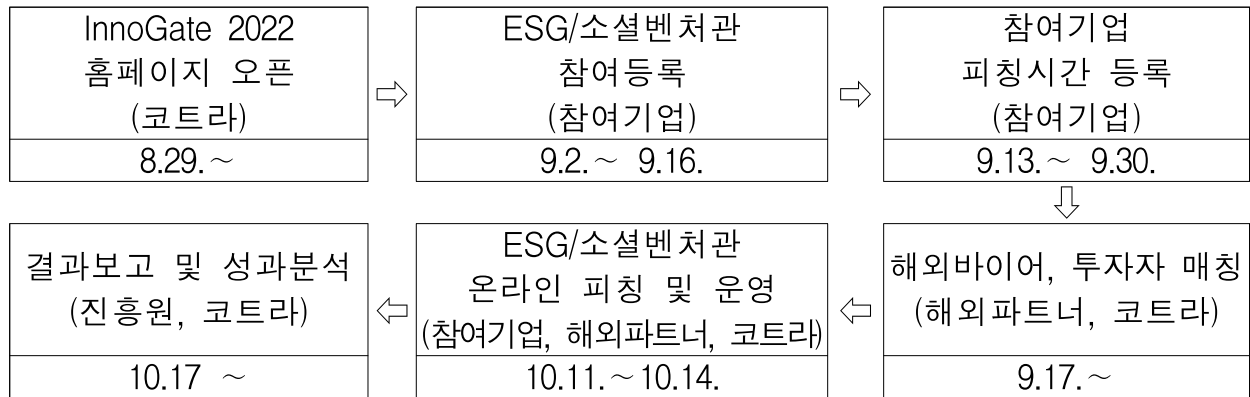 InnoGate 2022
홈페이지 오픈
(코트라)
8.29.~
⇨
ESG/소셜벤처관
참여등록
(참여기업)
9.2.~ 9.16.
⇨
참여기업
피칭시간 등록
(참여기업)
9.13.~ 9.30.
⇩
해외바이어, 투자자 매칭
(해외파트너, 코트라)
9.17.~
⇦
ESG/소셜벤처관
온라인 피칭 및 운영
(참여기업, 해외파트너, 코트라)
10.11.~10.14.
⇦
결과보고 및 성과분석
(진흥원, 코트라)
10.17 ~